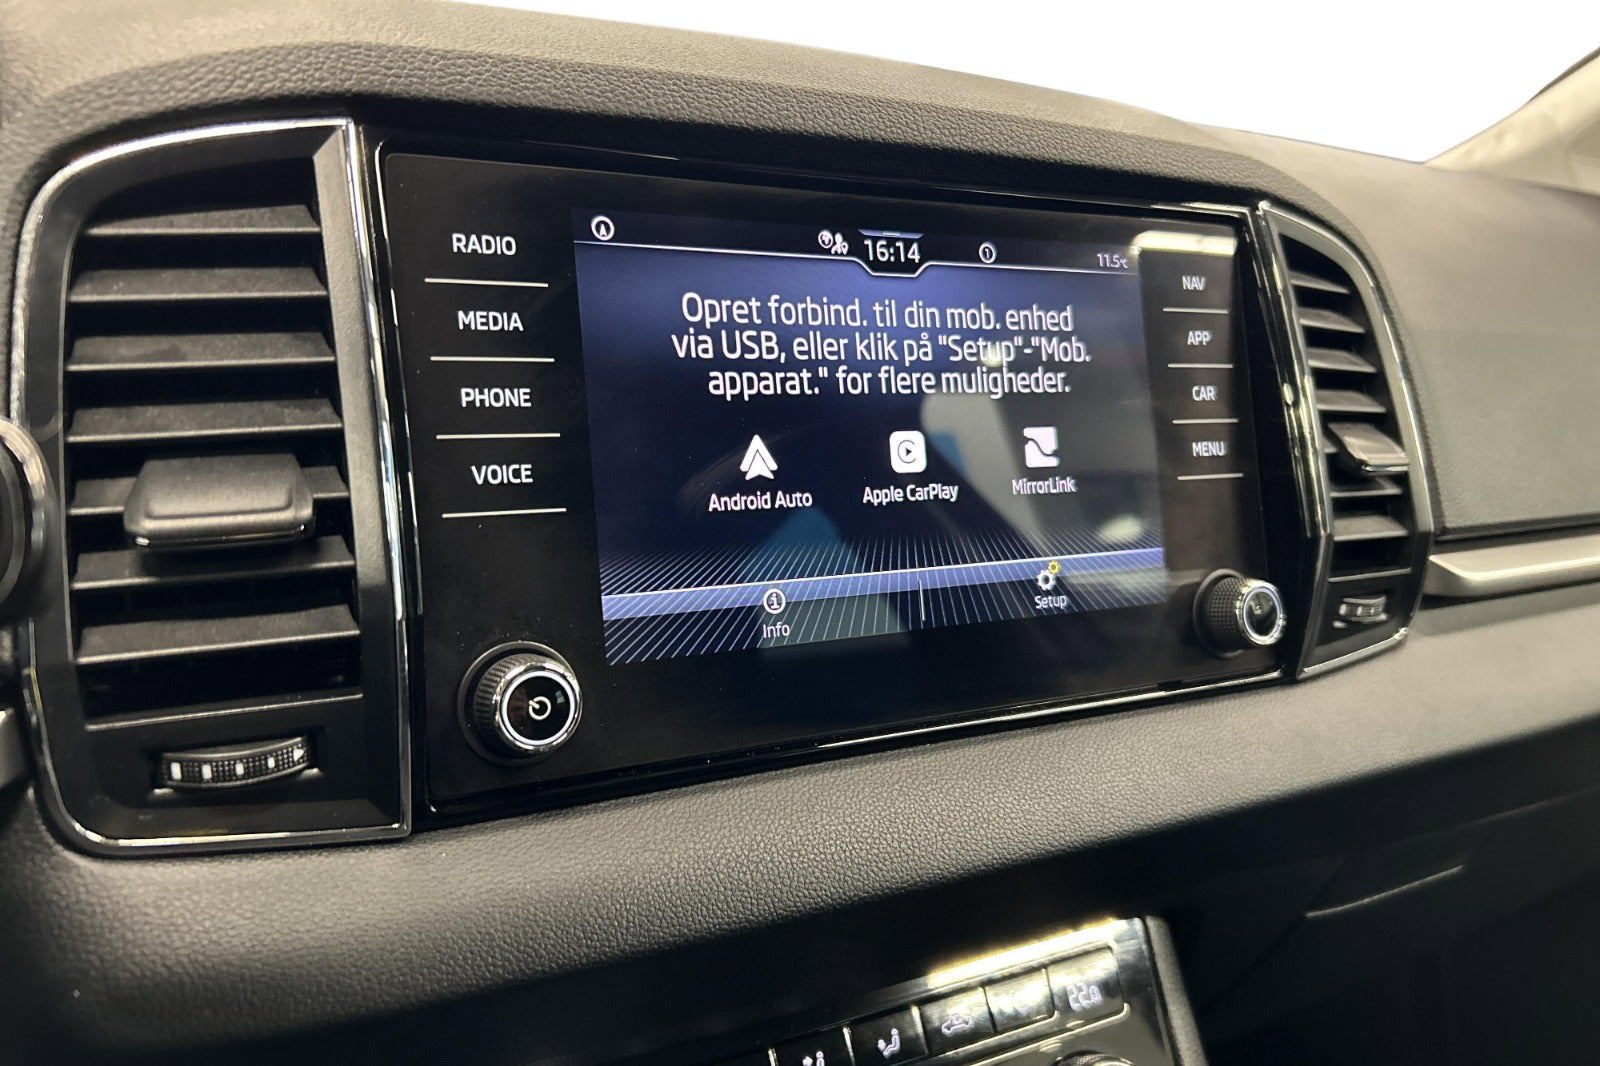 RADIO
MEDIA
PHONE
VOICE
A
16:14
1
11.5°C
Opret forbind. til din mob. enhed
via USB, eller klik på "Setup"-"Mob.
apparat." for flere muligheder.
Android Auto
Apple CarPlay
MirrorLink
Info
Setup
NAV
APP
CAR
MENU